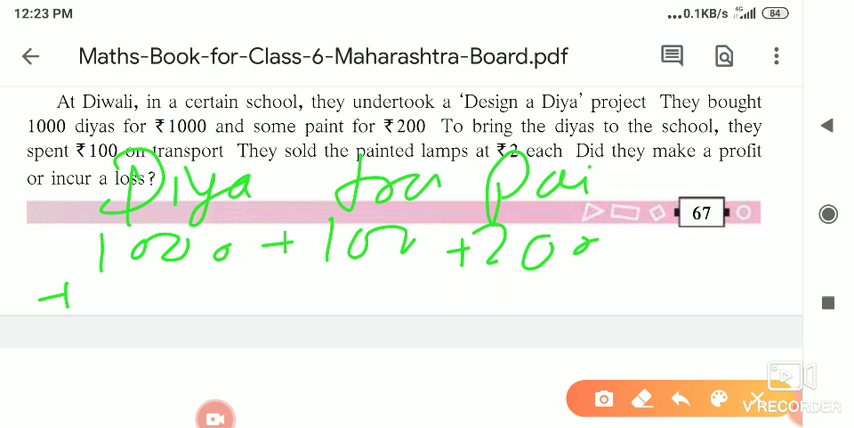 12:23 PM ...0.1KB/s 4G 84
Maths-Book-for-Class-6-Maharashtra-Board.pdf
At Diwali, in a certain school, they undertook a ‘Design a Diya’ project They bought
1000 diyas for ₹1000 and some paint for ₹200 To bring the diyas to the school, they
spent ₹100 on transport They sold the painted lamps at ₹2 each Did they make a profit
or incur a loss?
Diya tra Pai
67
1000 + 100 + 200
+
V RECORDER